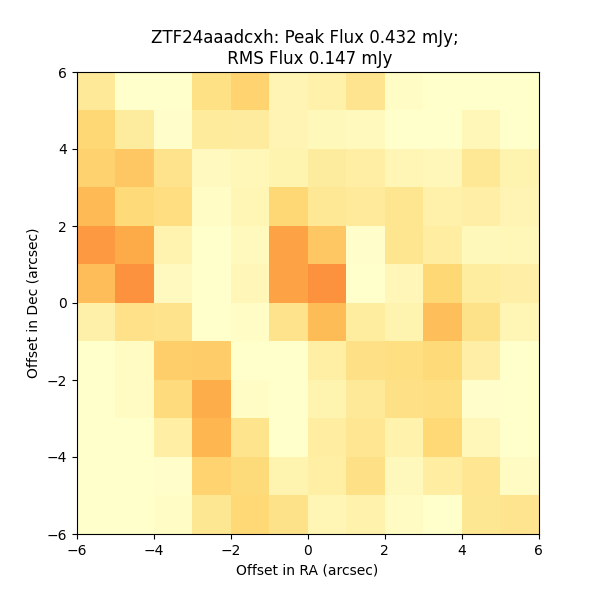 ZTF24aaadcxh: Peak Flux 0.432 mJy;
RMS Flux 0.147 mJy
6
4
2
0
−2
−4
−6
Offset in Dec (arcsec)
−6 −4 −2 0 2 4 6
Offset in RA (arcsec)